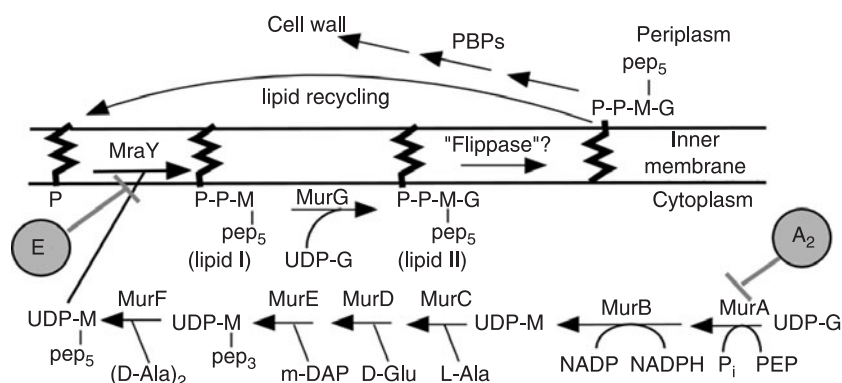 Cell wall
PBPs
Periplasm
pep5
P-P-M-G
lipid recycling
MraY
"Flippase"?
Inner
membrane
P
P-P-M
MurG
P-P-M-G
Cytoplasm
pep5
pep5
E
(lipid I)
UDP-G
(lipid II)
A2
MurF
MurE
MurD
MurC
MurB
MurA
UDP-M
UDP-M
UDP-M
UDP-G
pep5
pep3
(D-Ala)2
m-DAP
D-Glu
L-Ala
NADP
NADPH
Pi
PEP